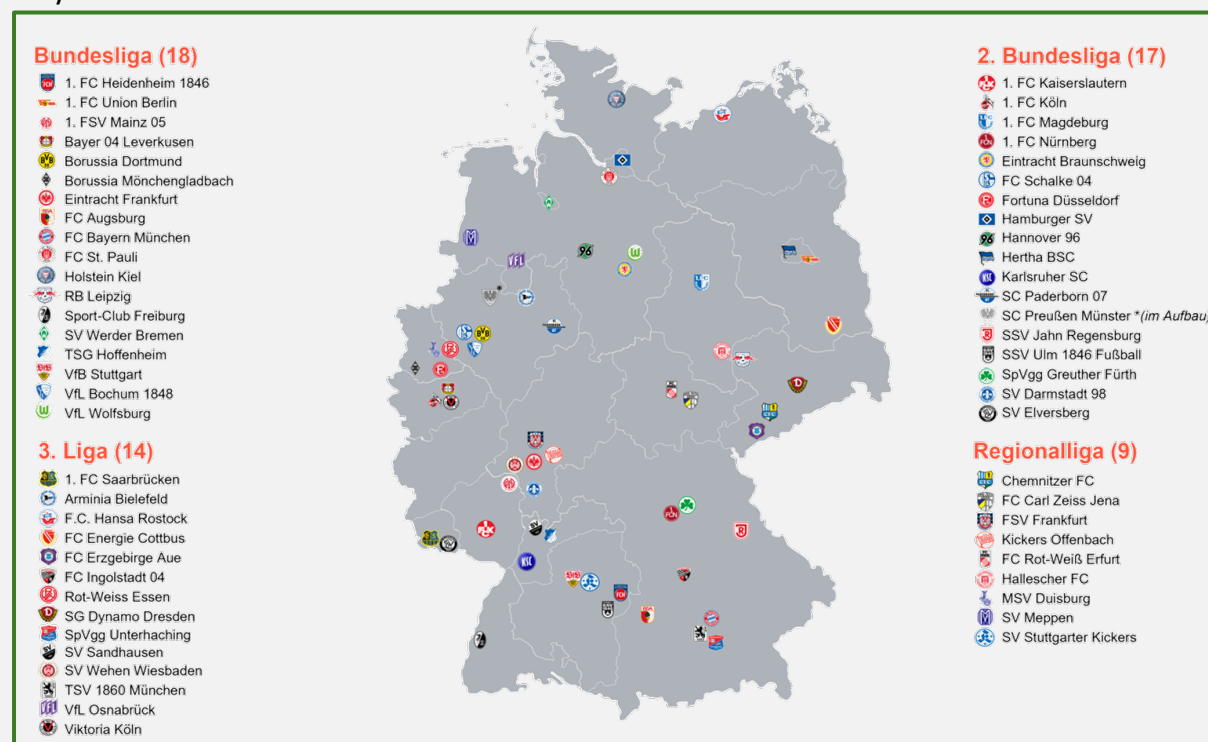 Bundesliga (18)
1. FC Heidenheim 1846
1. FC Union Berlin
1. FSV Mainz 05
Bayer 04 Leverkusen
Borussia Dortmund
Borussia Mönchengladbach
Eintracht Frankfurt
FC Augsburg
FC Bayern München
FC St. Pauli
Holstein Kiel
RB Leipzig
Sport-Club Freiburg
SV Werder Bremen
TSG Hoffenheim
VfB Stuttgart
VfL Bochum 1848
VfL Wolfsburg
3. Liga (14)
1. FC Saarbrücken
Arminia Bielefeld
F.C. Hansa Rostock
FC Energie Cottbus
FC Erzgebirge Aue
FC Ingolstadt 04
Rot-Weiss Essen
SG Dynamo Dresden
SpVgg Unterhaching
SV Sandhausen
SV Wehen Wiesbaden
TSV 1860 München
VfL Osnabrück
Viktoria Köln
2. Bundesliga (17)
1. FC Kaiserslautern
1. FC Köln
1. FC Magdeburg
1. FC Nürnberg
Eintracht Braunschweig
FC Schalke 04
Fortuna Düsseldorf
Hamburger SV
Hannover 96
Hertha BSC
Karlsruher SC
SC Paderborn 07
SC Preußen Münster *(im Aufbau)
SSV Jahn Regensburg
SSV Ulm 1846 Fußball
SpVgg Greuther Fürth
SV Darmstadt 98
SV Elversberg
Regionalliga (9)
Chemnitzer FC
FC Carl Zeiss Jena
FSV Frankfurt
Kickers Offenbach
FC Rot-Weiß Erfurt
Hallescher FC
MSV Duisburg
SV Meppen
SV Stuttgarter Kickers